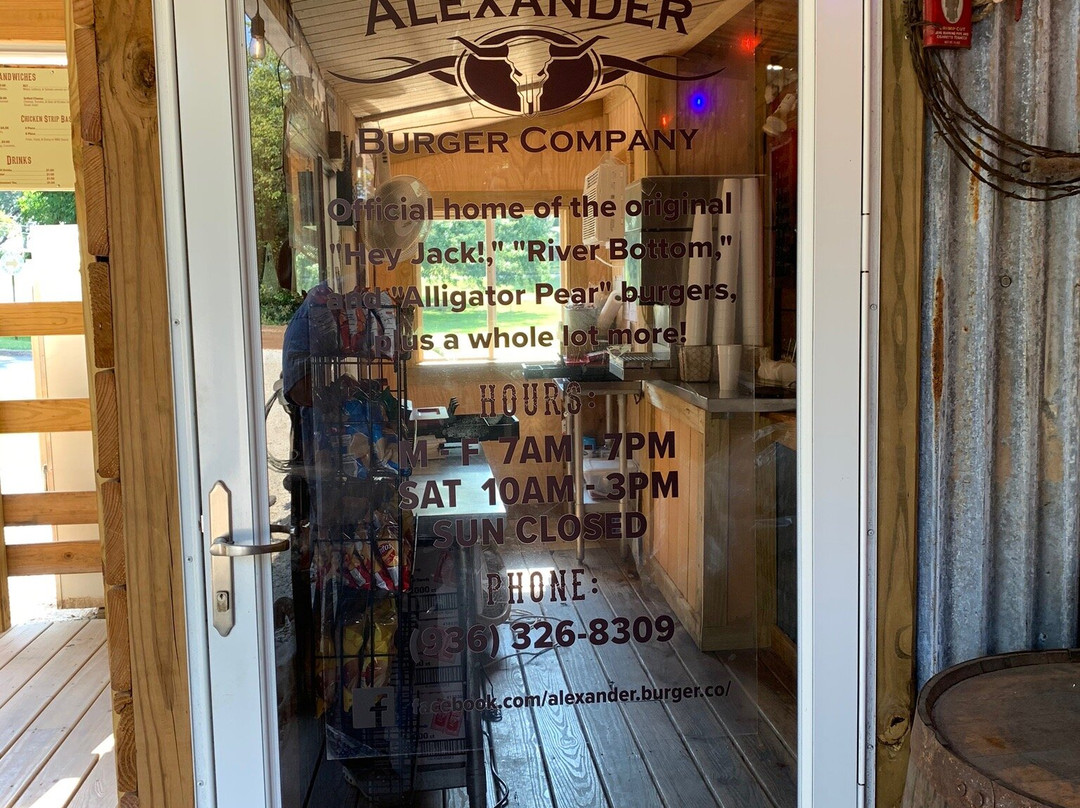 ALEXANDER
BURGER COMPANY
Official home of the original
"Hey Jack!," "River Bottom,"
and "Alligator Pear" burgers,
plus a whole lot more!
HOURS:
M - F 7AM - 7PM
SAT 10AM - 3PM
SUN CLOSED
PHONE:
(936) 326-8309
f facebook.com/alexander.burger.co/
CHICKEN STRIP
DRINKS